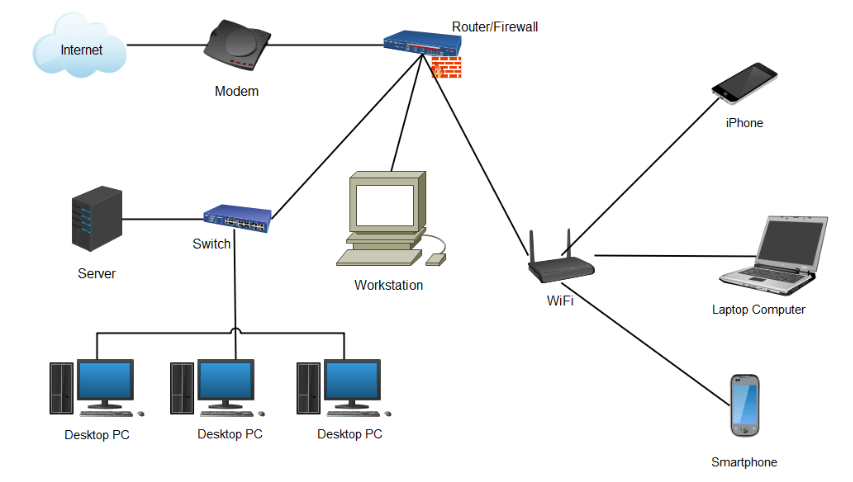 Internet
Modem
Router/Firewall
iPhone
Server
Switch
Workstation
WiFi
Laptop Computer
Desktop PC
Desktop PC
Desktop PC
Smartphone